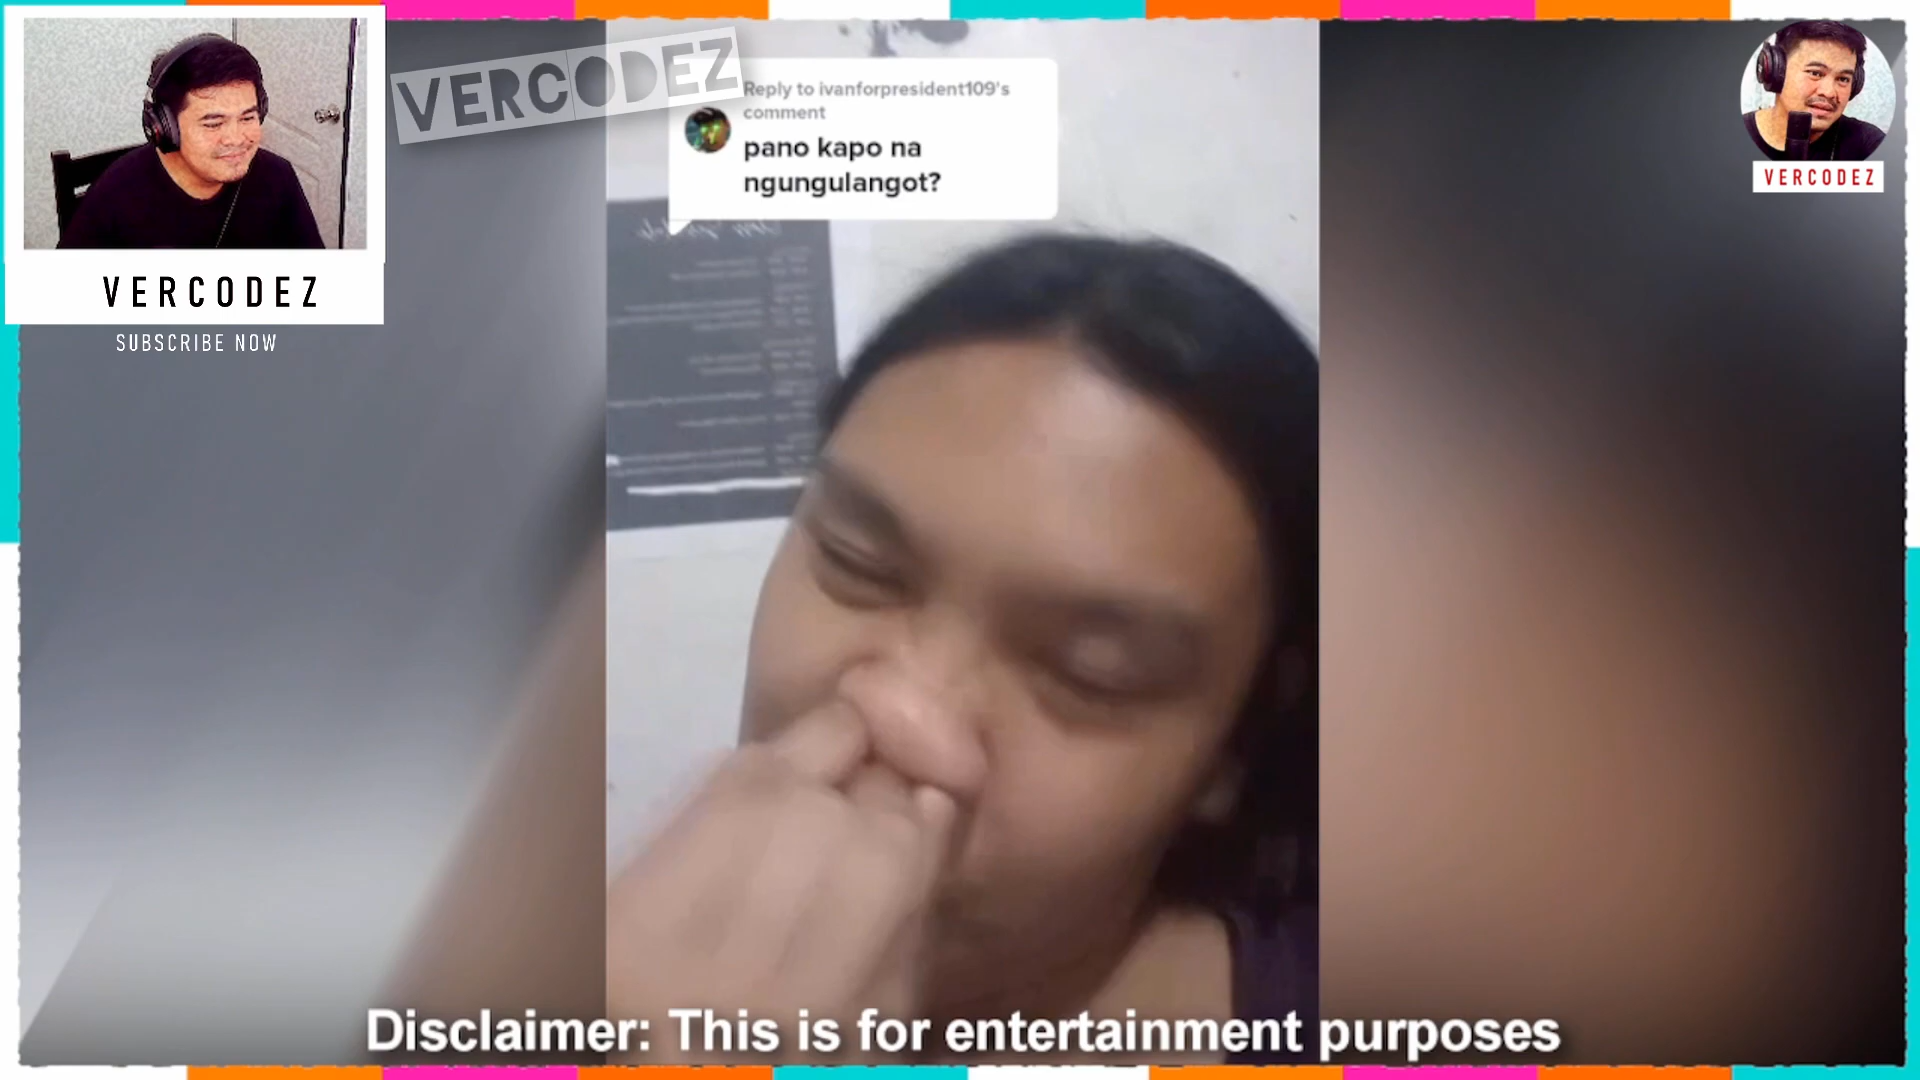 VERCODEZ
SUBSCRIBE NOW
VERCODEZ
Reply to ivanforpresident109's
comment
pano kapo na
ngungulangot?
VERCODEZ
Disclaimer: This is for entertainment purposes